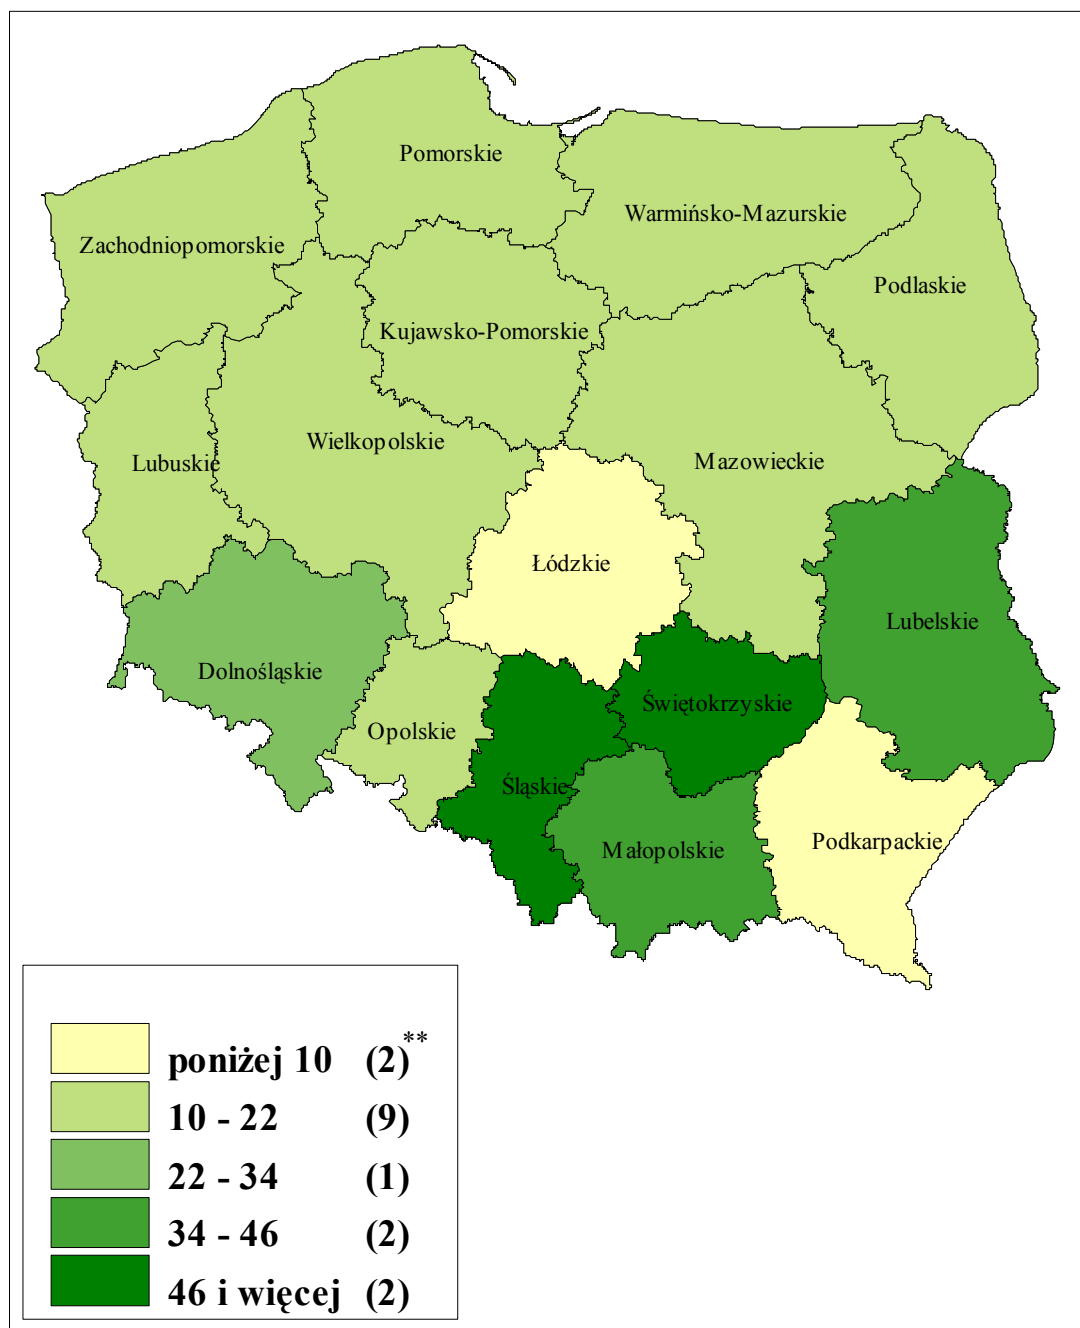 Pomorskie
Warmińsko-Mazurskie
Zachodniopomorskie
Podlaskie
Kujawsko-Pomorskie
Wielkopolskie
Lubuskie
Mazowieckie
Łódzkie
Lubelskie
Dolnośląskie
Świętokrzyskie
Opolskie
Śląskie
Podkarpackie
Małopolskie
poniżej 10 (2)**
10 - 22 (9)
22 - 34 (1)
34 - 46 (2)
46 i więcej (2)